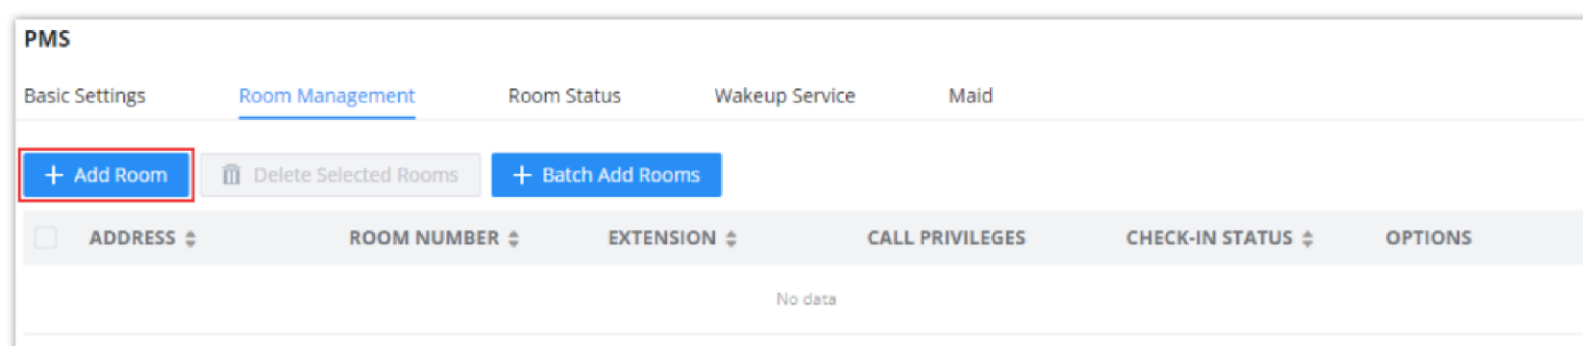 PMS
Basic Settings Room Management Room Status Wakeup Service Maid
+ Add Room Delete Selected Rooms + Batch Add Rooms
ADDRESS ROOM NUMBER EXTENSION CALL PRIVILEGES CHECK-IN STATUS OPTIONS
No data